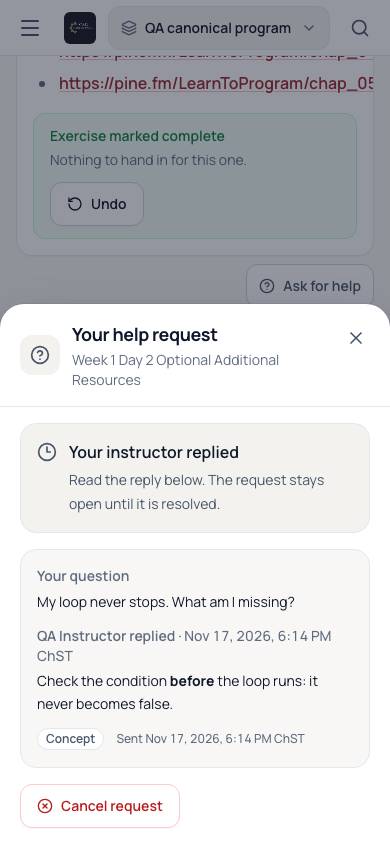 QA canonical program
https://pine.fm/LearnToProgram/chap_05
Exercise marked complete
Nothing to hand in for this one.
Undo
Ask for help
Your help request
Week 1 Day 2 Optional Additional
Resources
Your instructor replied
Read the reply below. The request stays
open until it is resolved.
Your question
My loop never stops. What am I missing?
QA Instructor replied · Nov 17, 2026, 6:14 PM
ChST
Check the condition before the loop runs: it
never becomes false.
Concept
Sent Nov 17, 2026, 6:14 PM ChST
Cancel request